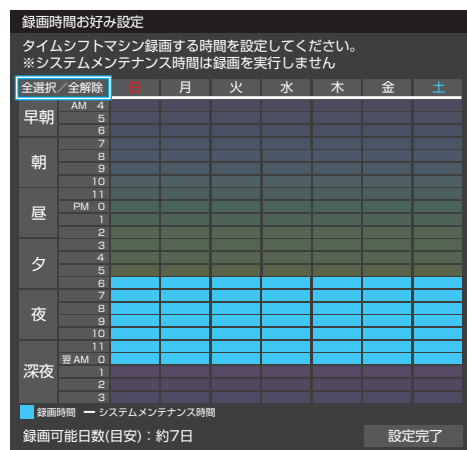 録画時間お好み設定
タイムシフトマシン録画する時間を設定してください。
※システムメンテナンス時間は録画を実行しません
全選択／全解除 日 月 火 水 木 金 土
早朝 AM 4
5
6
朝 7
8
9
10
昼 11
PM 0
1
2
夕 3
4
5
6
夜 7
8
9
10
深夜 11
翌AM 0
1
2
3
録画時間 システムメンテナンス時間
録画可能日数(目安)：約7日 設定完了